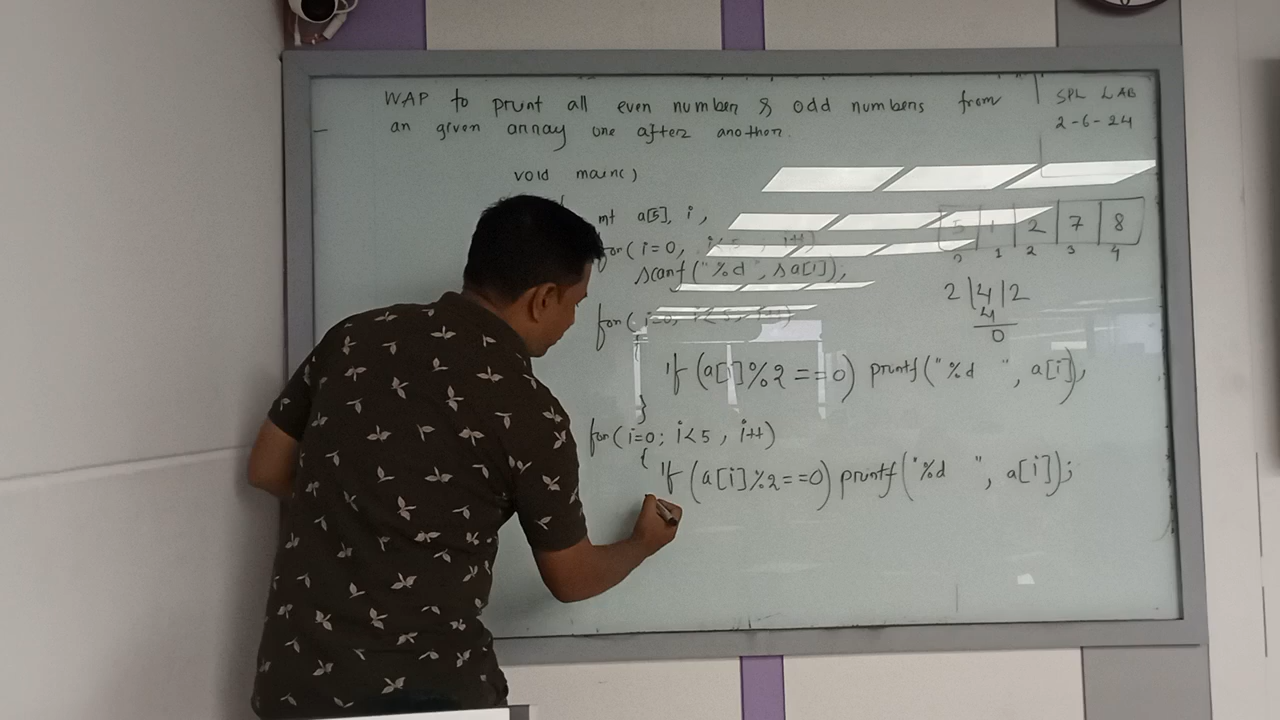 WAP to print all even number & odd numbers from
an given array one after another.
SPL LAB
2-6-24
void main()
int a[5], i,
for(i=0, i<5, i++)
scanf("%d", &a[i]),
5 1 2 7 8
0 1 2 3 4
2|4|2
4
0
for(i=0, i<5, i++)
{
if (a[i]%2==0) printf("%d ", a[i]),
}
for(i=0; i<5, i++)
{
if (a[i]%2==0) printf("%d ", a[i]);